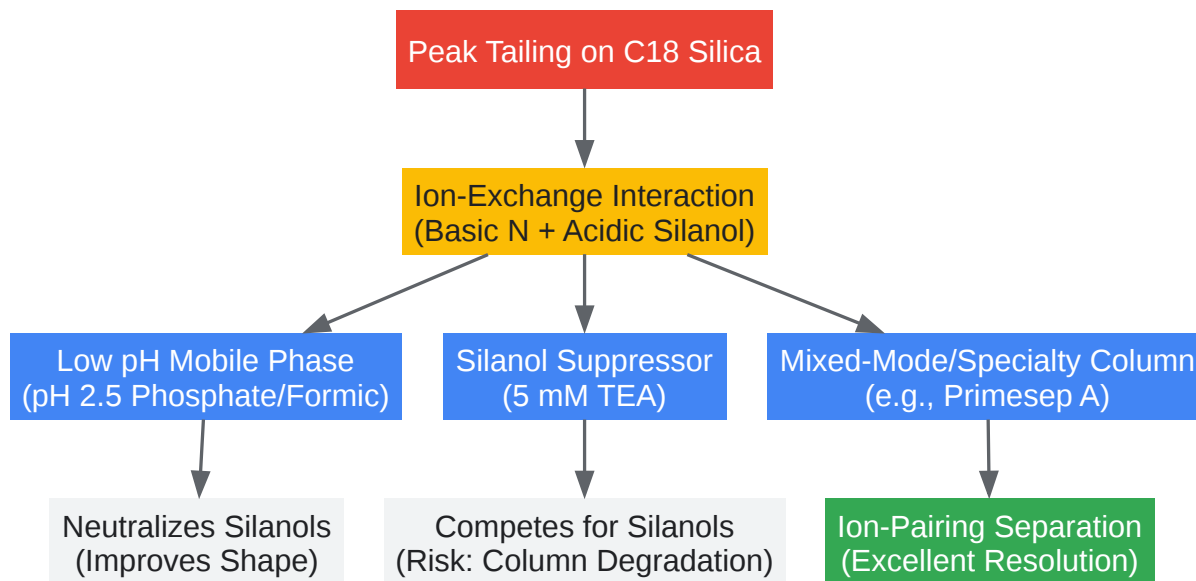 Peak Tailing on C18 Silica
Ion-Exchange Interaction
(Basic N + Acidic Silanol)
Low pH Mobile Phase
(pH 2.5 Phosphate/Formic)
Silanol Suppressor
(5 mM TEA)
Mixed-Mode/Specialty Column
(e.g., Primesep A)
Neutralizes Silanols
(Improves Shape)
Competes for Silanols
(Risk: Column Degradation)
Ion-Pairing Separation
(Excellent Resolution)